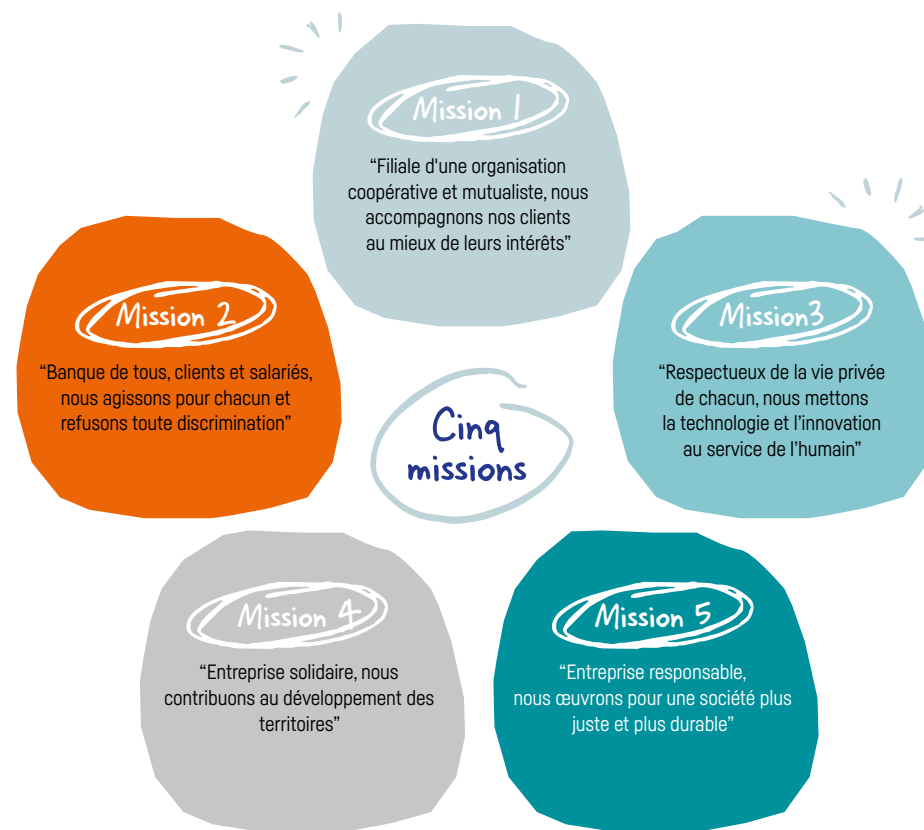 Mission 1
“Filiale d'une organisation
coopérative et mutualiste, nous
accompagnons nos clients
au mieux de leurs intérêts”
Mission 2
“Banque de tous, clients et salariés,
nous agissons pour chacun et
refusons toute discrimination”
Mission3
“Respectueux de la vie privée
de chacun, nous mettons
la technologie et l’innovation
au service de l’humain”
Cinq
missions
Mission 4
“Entreprise solidaire, nous
contribuons au développement des
territoires”
Mission 5
“Entreprise responsable,
nous œuvrons pour une société plus
juste et plus durable”